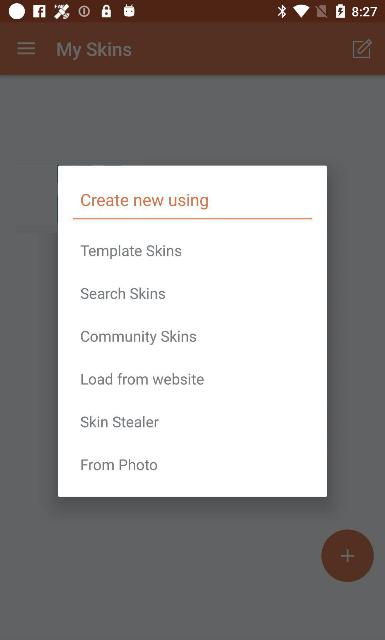 8:27
My Skins
Create new using
Template Skins
Search Skins
Community Skins
Load from website
Skin Stealer
From Photo